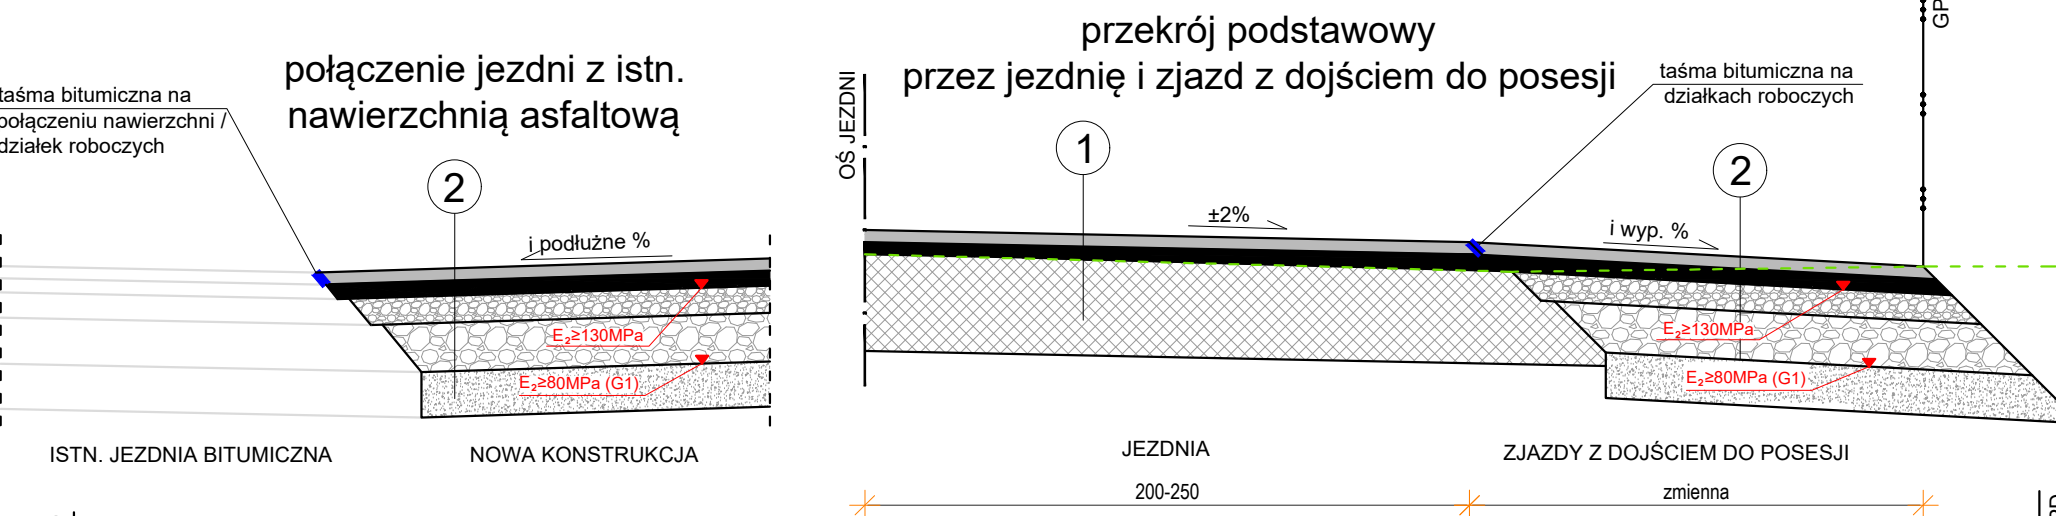 połączenie jezdni z istn.
nawierzchnią asfaltową
taśma bitumiczna na
połączeniu nawierzchni /
działek roboczych
2
i podłużne %
E₂≥130MPa
E₂≥80MPa (G1)
ISTN. JEZDNIA BITUMICZNA
NOWA KONSTRUKCJA
przekrój podstawowy
przez jezdnię i zjazd z dojściem do posesji
taśma bitumiczna na
działkach roboczych
OŚ JEZDNI
1
2
±2%
i wyp. %
E₂≥130MPa
E₂≥80MPa (G1)
JEZDNIA
ZJAZDY Z DOJŚCIEM DO POSESJI
200-250
zmienna